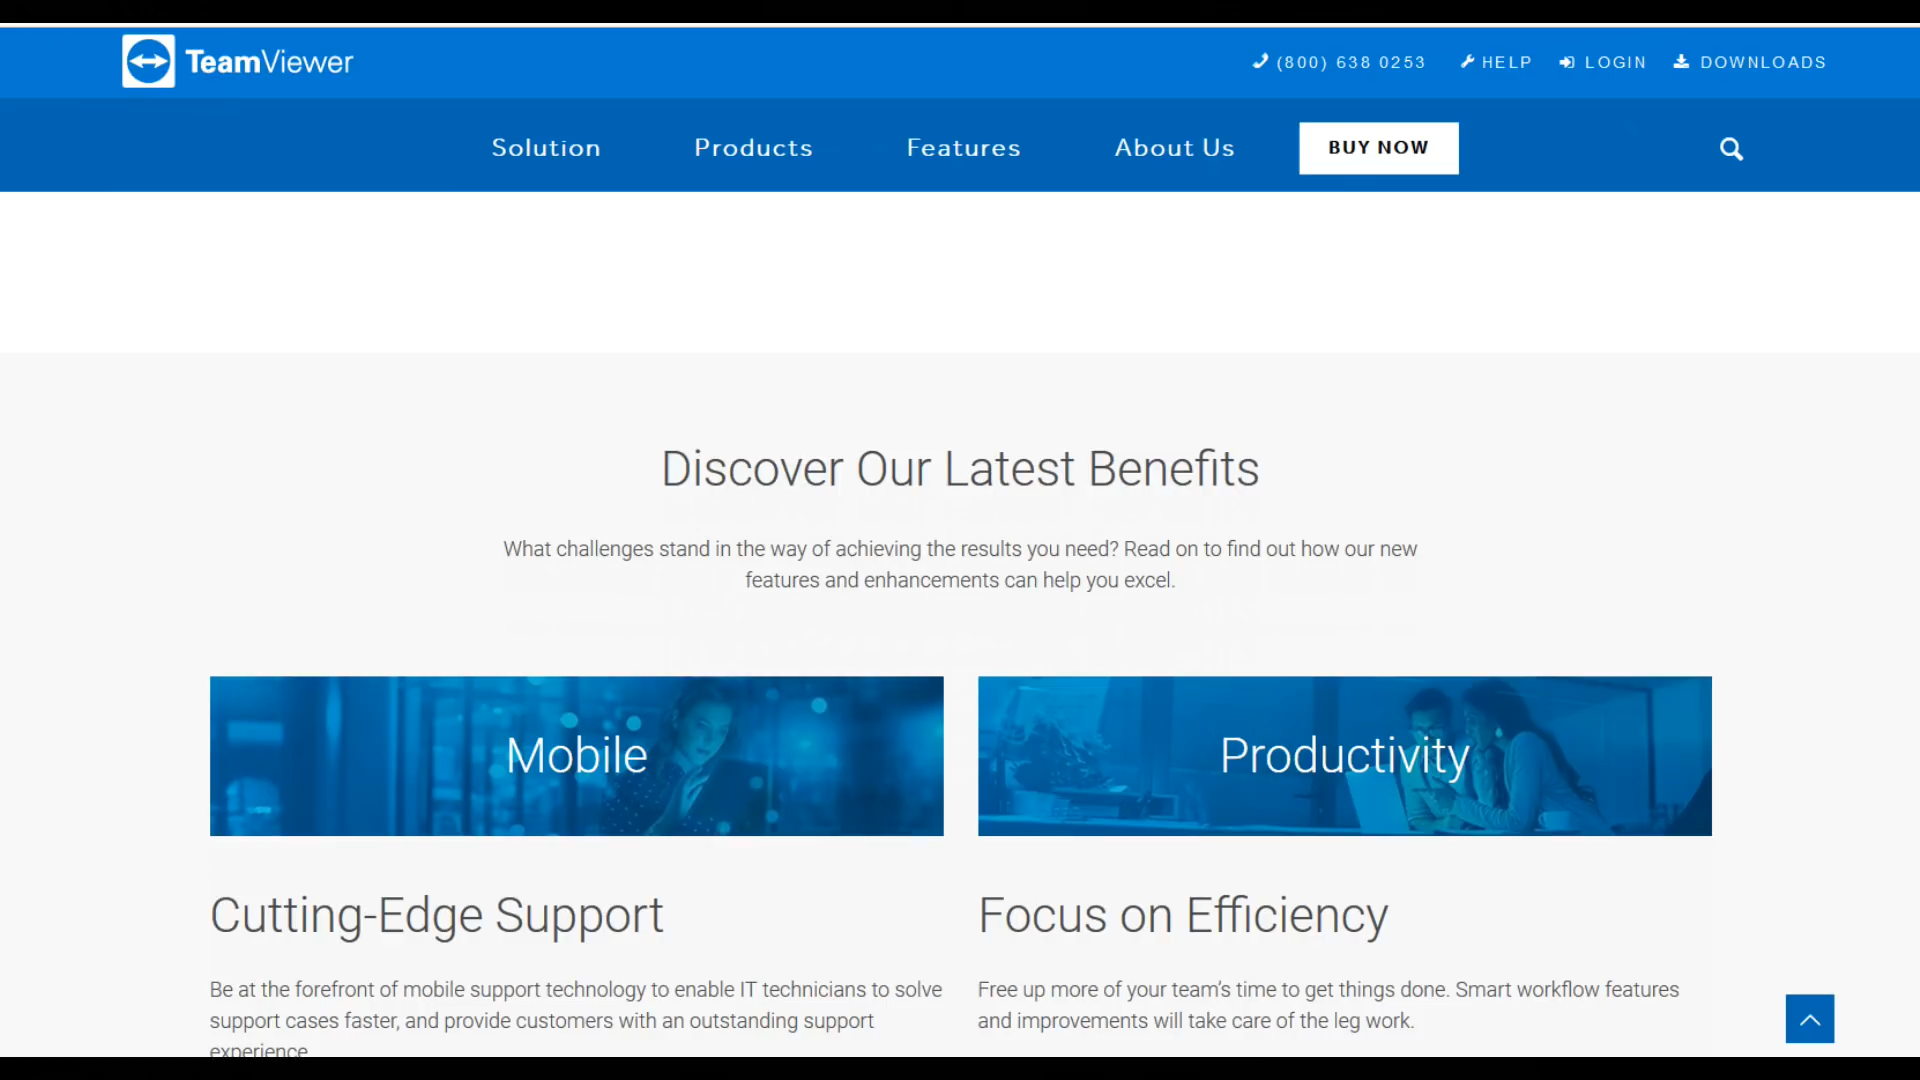 TeamViewer
(800) 638 0253 HELP LOGIN DOWNLOADS
Solution Products Features About Us BUY NOW
Discover Our Latest Benefits
What challenges stand in the way of achieving the results you need? Read on to find out how our new
features and enhancements can help you excel.
Mobile
Cutting-Edge Support
Be at the forefront of mobile support technology to enable IT technicians to solve
support cases faster, and provide customers with an outstanding support
experience.
Productivity
Focus on Efficiency
Free up more of your team’s time to get things done. Smart workflow features
and improvements will take care of the leg work.